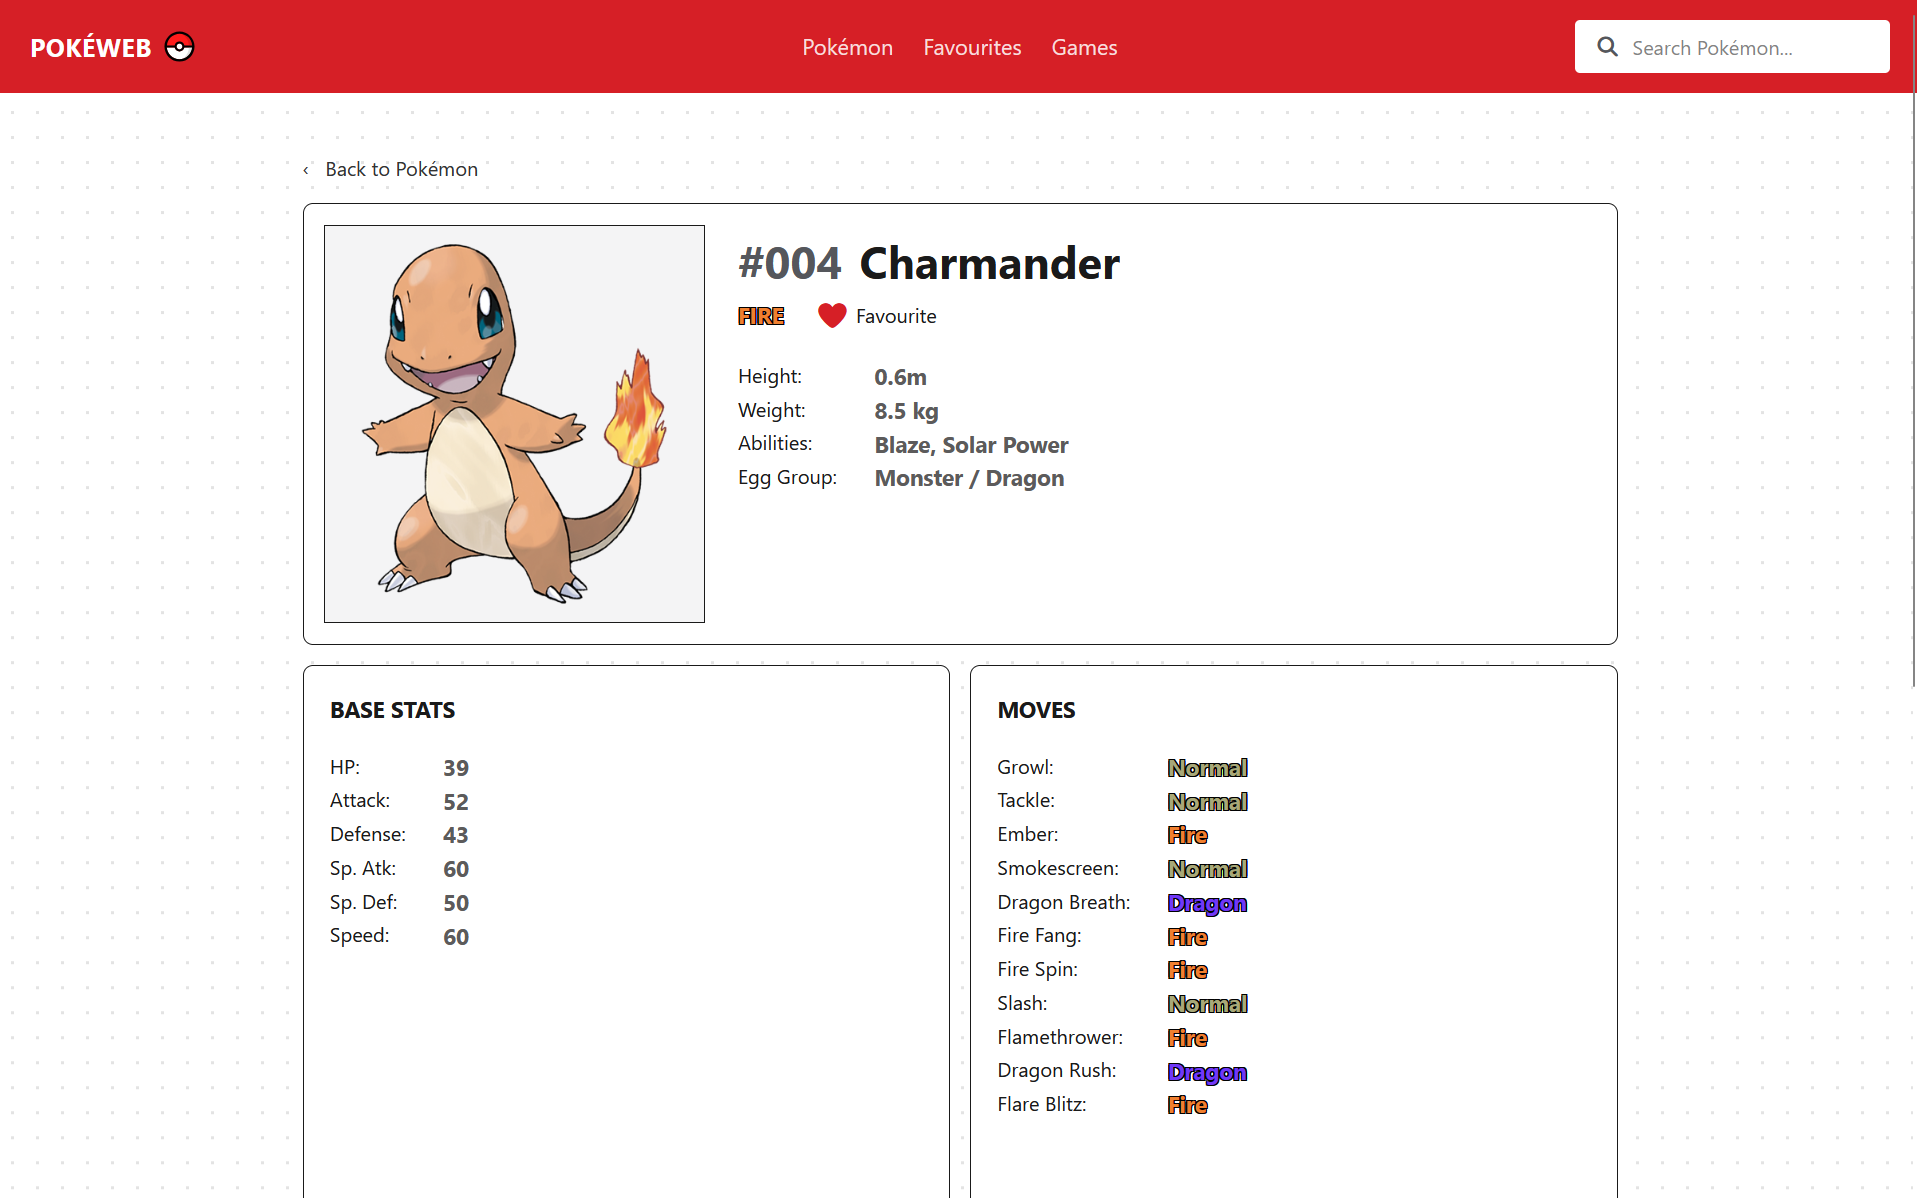 POKÉWEB
Pokémon Favourites Games
Search Pokémon...
‹ Back to Pokémon
#004 Charmander
FIRE Favourite
Height: 0.6m
Weight: 8.5 kg
Abilities: Blaze, Solar Power
Egg Group: Monster / Dragon
BASE STATS
HP: 39
Attack: 52
Defense: 43
Sp. Atk: 60
Sp. Def: 50
Speed: 60
MOVES
Growl: Normal
Tackle: Normal
Ember: Fire
Smokescreen: Normal
Dragon Breath: Dragon
Fire Fang: Fire
Fire Spin: Fire
Slash: Normal
Flamethrower: Fire
Dragon Rush: Dragon
Flare Blitz: Fire